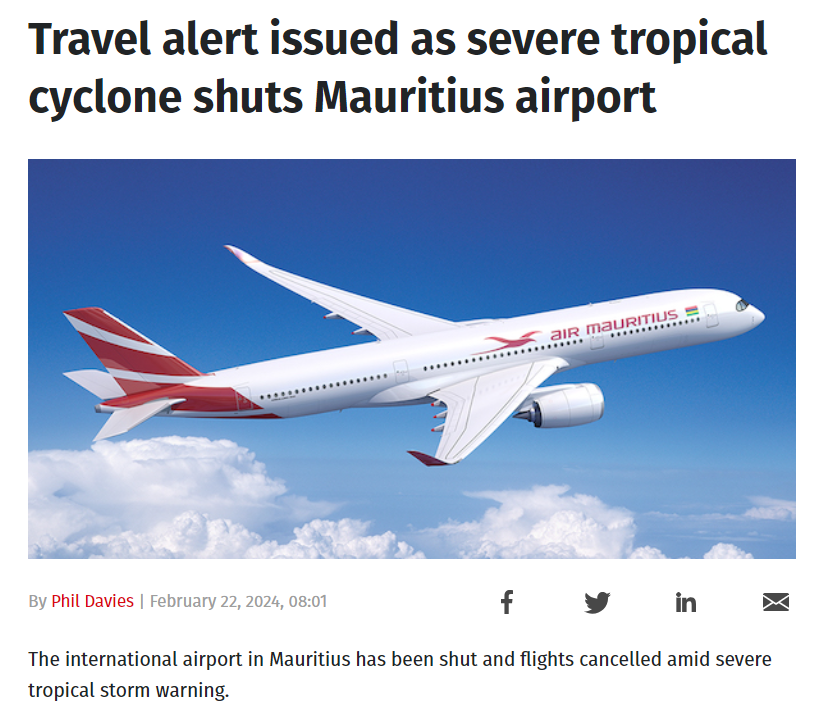 Travel alert issued as severe tropical
cyclone shuts Mauritius airport
air mauritius
By Phil Davies | February 22, 2024, 08:01
The international airport in Mauritius has been shut and flights cancelled amid severe
tropical storm warning.